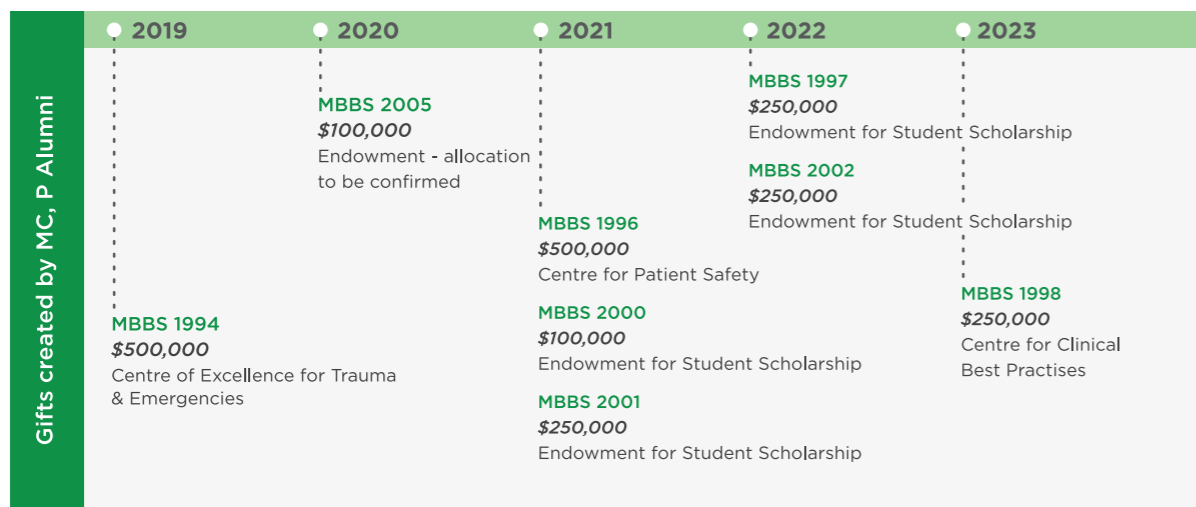 Gifts created by MC, P Alumni
2019
2020
2021
2022
2023
MBBS 1994
$500,000
Centre of Excellence for Trauma
& Emergencies
MBBS 2005
$100,000
Endowment - allocation
to be confirmed
MBBS 1996
$500,000
Centre for Patient Safety
MBBS 2000
$100,000
Endowment for Student Scholarship
MBBS 2001
$250,000
Endowment for Student Scholarship
MBBS 1997
$250,000
Endowment for Student Scholarship
MBBS 2002
$250,000
Endowment for Student Scholarship
MBBS 1998
$250,000
Centre for Clinical
Best Practises